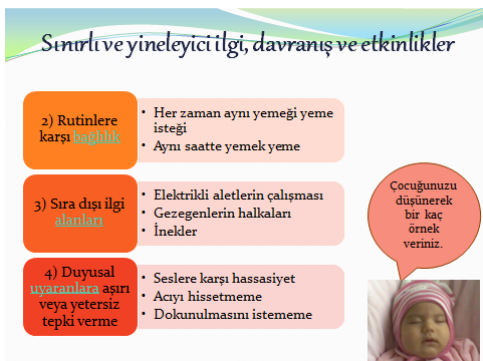 Sınırlı ve yineleyici ilgi, davranış ve etkinlikler
2) Rutinlere
karşı bağlılık
• Her zaman aynı yemeği yeme
isteği
• Aynı saatte yemek yeme
3) Sıra dışı ilgi
alanları
• Elektrikli aletlerin çalışması
• Gezegenlerin halkaları
• İnekler
4) Duyusal
uyaranlara aşırı
veya yetersiz
tepki verme
• Seslere karşı hassasiyet
• Acıyı hissetmeme
• Dokunulmasını istememe
Çocuğunuzu
düşünerek
bir kaç
örnek
veriniz.